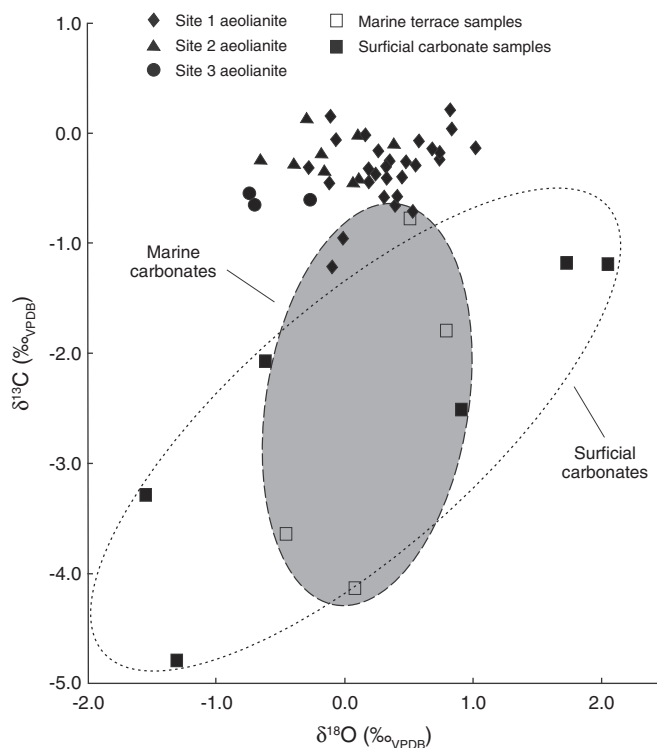 Site 1 aeolianite
Site 2 aeolianite
Site 3 aeolianite
Marine terrace samples
Surficial carbonate samples
1.0
0.0
-1.0
-2.0
-3.0
-4.0
-5.0
δ¹³C (‰VPDB)
Marine
carbonates
Surficial
carbonates
-2.0 -1.0 0.0 1.0 2.0
δ¹⁸O (‰VPDB)